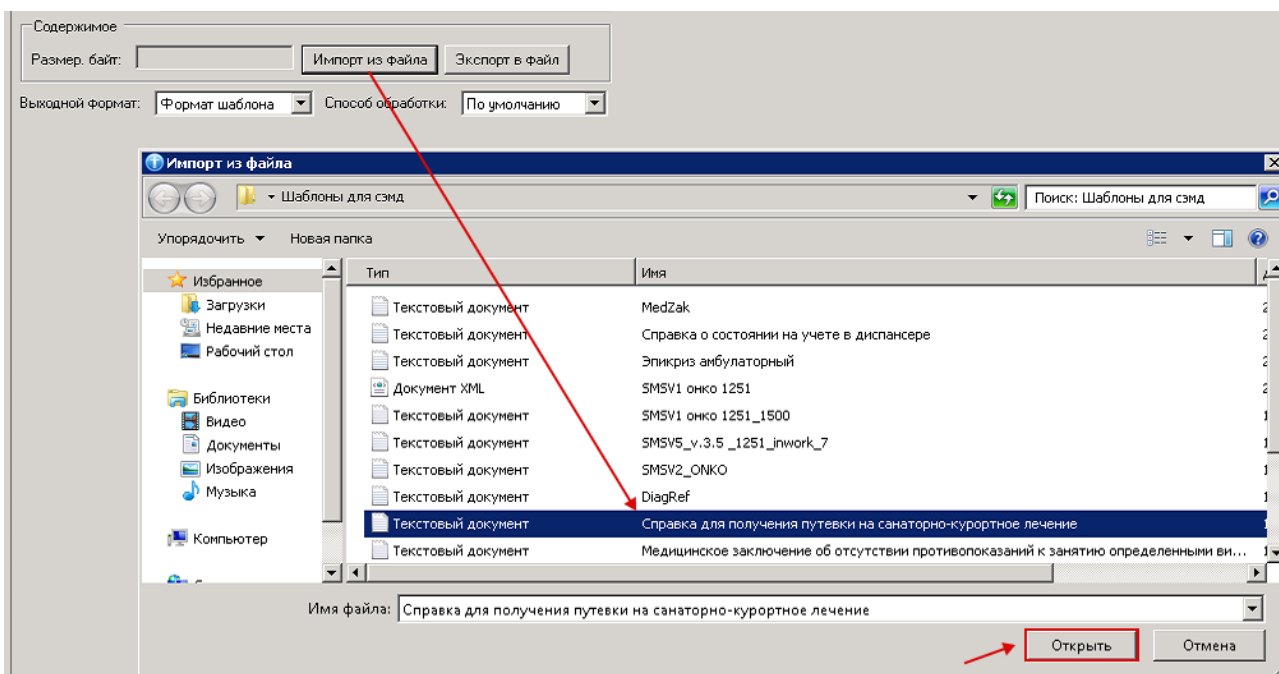 Содержимое
Размер. байт: Импорт из файла Экспорт в файл
Выходной формат: Формат шаблона Способ обработки: По умолчанию
Импорт из файла
Шаблоны для сэмд Поиск: Шаблоны для сэмд
Упорядочить Новая папка
Избранное
Загрузки
Недавние места
Рабочий стол
Библиотеки
Видео
Документы
Изображения
Музыка
Компьютер
Тип Имя
Текстовый документ MedZak
Текстовый документ Справка о состоянии на учете в диспансере
Текстовый документ Эпикриз амбулаторный
Документ XML SMSV1 онко 1251
Текстовый документ SMSV1 онко 1251_1500
Текстовый документ SMSV5_v.3.5 _1251_inwork_7
Текстовый документ SMSV2_ONKO
Текстовый документ DiagRef
Текстовый документ Справка для получения путевки на санаторно-курортное лечение
Текстовый документ Медицинское заключение об отсутствии противопоказаний к занятию определенными ви...
Имя файла: Справка для получения путевки на санаторно-курортное лечение
Открыть Отмена